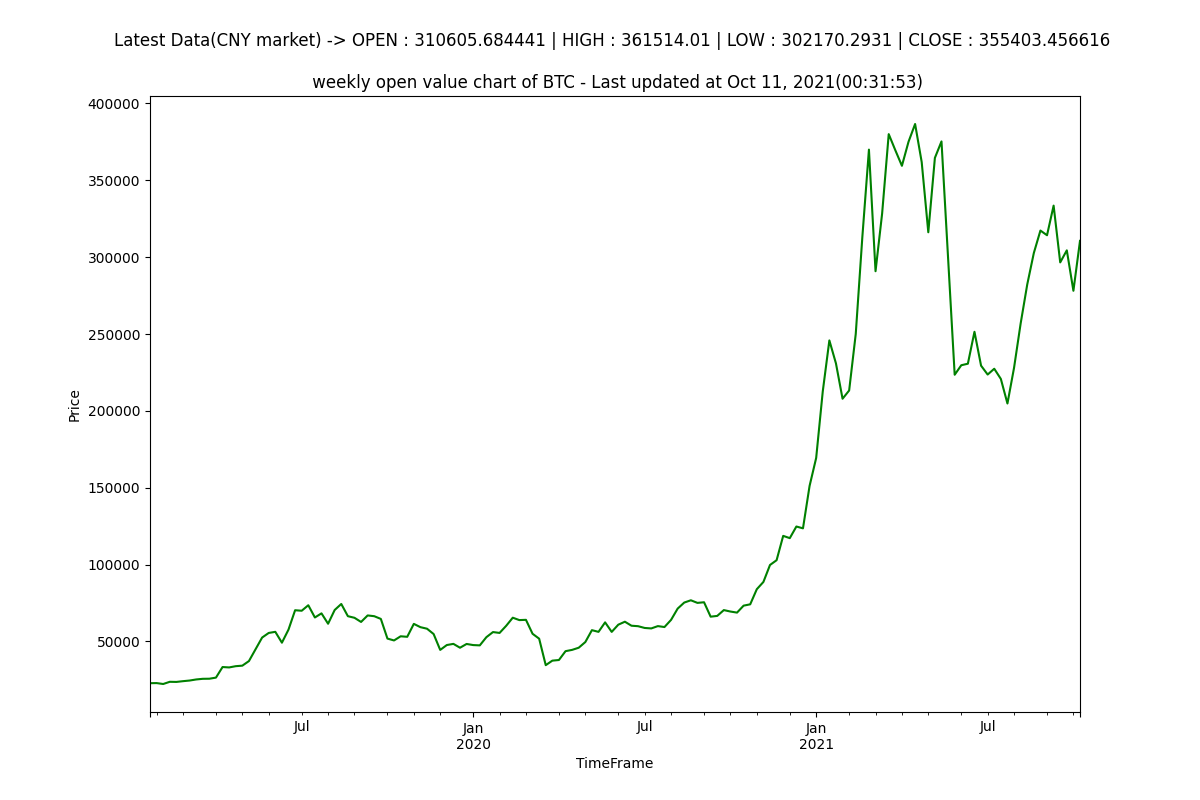 Latest Data(CNY market) -> OPEN : 310605.684441 | HIGH : 361514.01 | LOW : 302170.2931 | CLOSE : 355403.456616
weekly open value chart of BTC - Last updated at Oct 11, 2021(00:31:53)
400000
350000
300000
250000
200000
150000
100000
50000
Price
Jul
Jan
2020
Jul
Jan
2021
Jul
TimeFrame